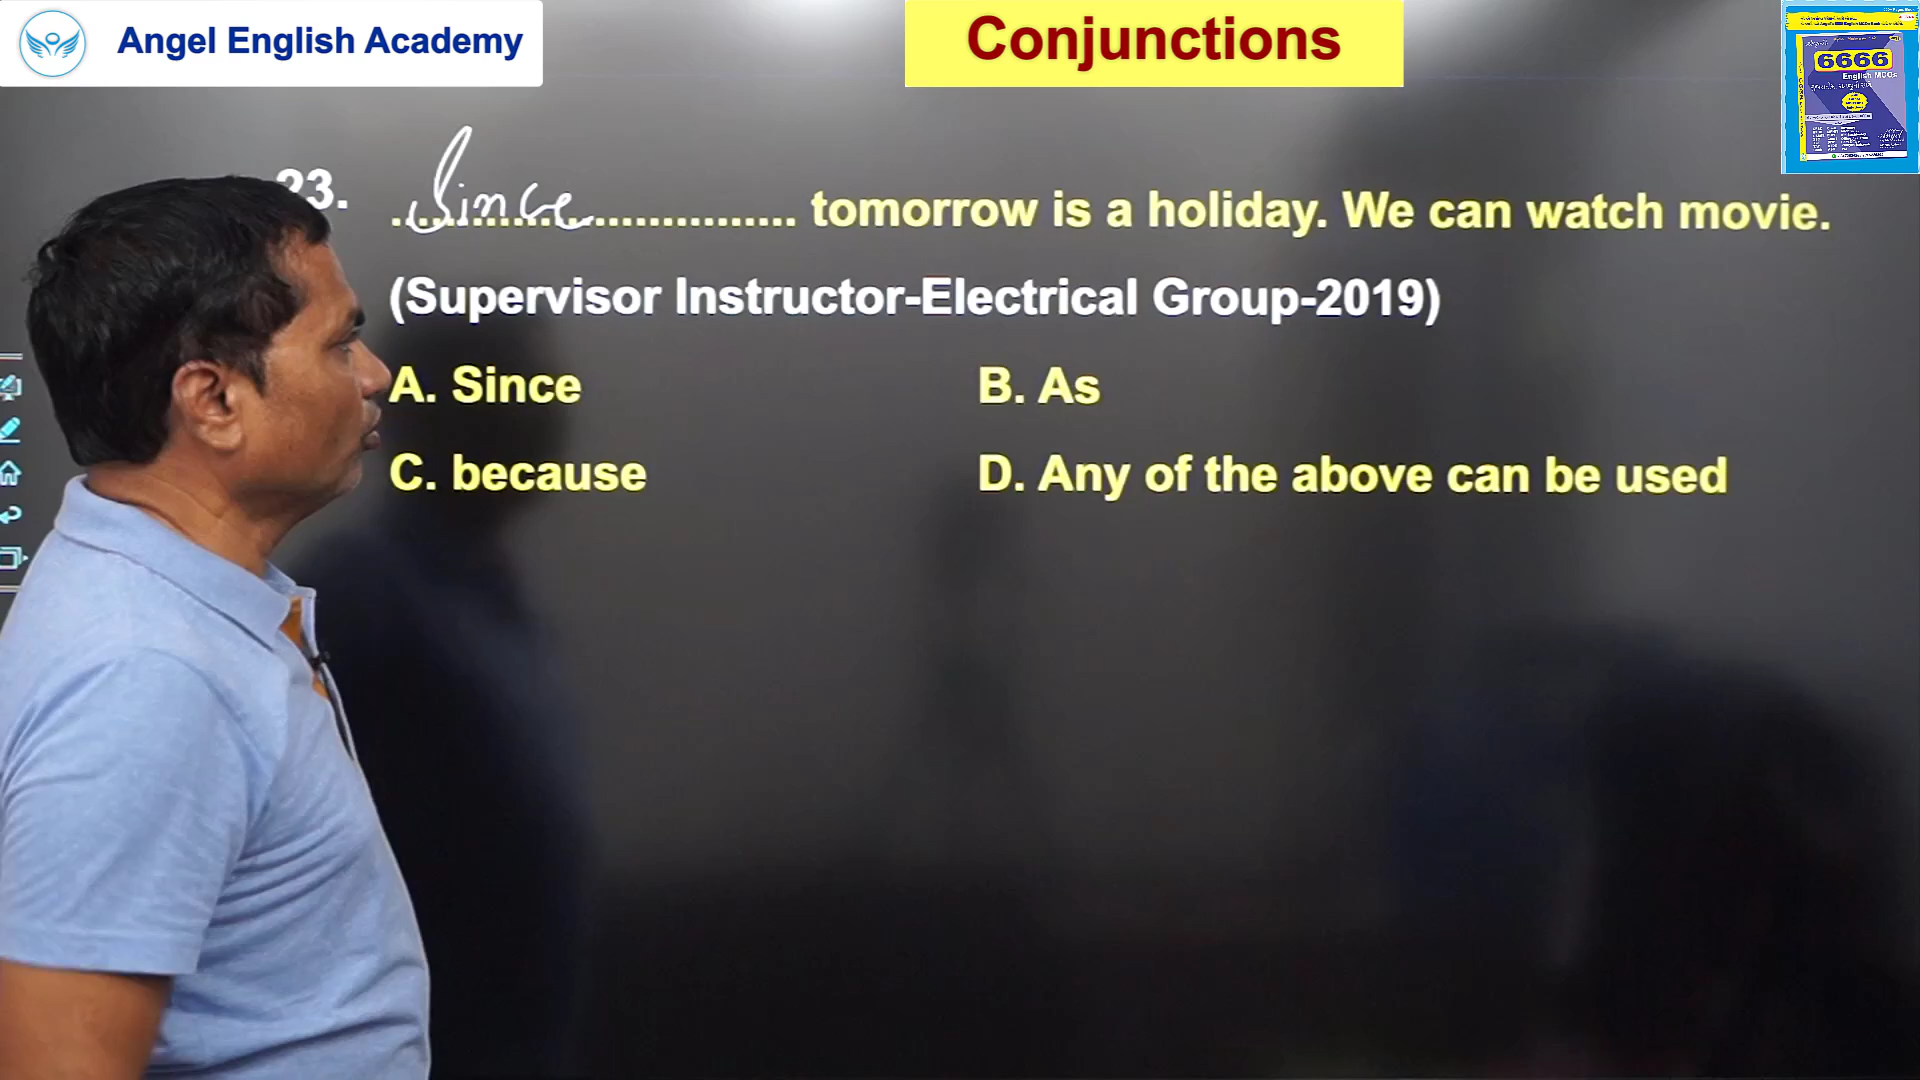 Angel English Academy
Conjunctions
6666
English MCQs
23. Since ............................... tomorrow is a holiday. We can watch movie.
(Supervisor Instructor-Electrical Group-2019)
A. Since
B. As
C. because
D. Any of the above can be used